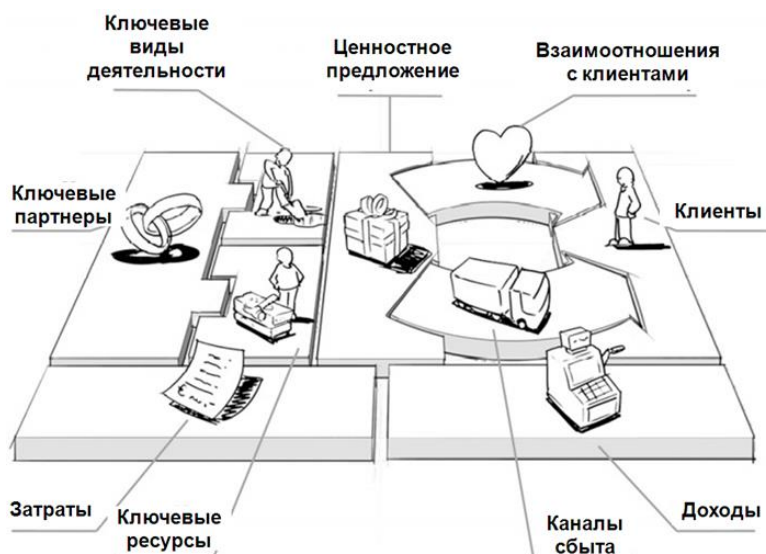 Ключевые
виды
деятельности
Ценностное
предложение
Взаимоотношения
с клиентами
Ключевые
партнеры
Клиенты
Затраты
Ключевые
ресурсы
Каналы
сбыта
Доходы